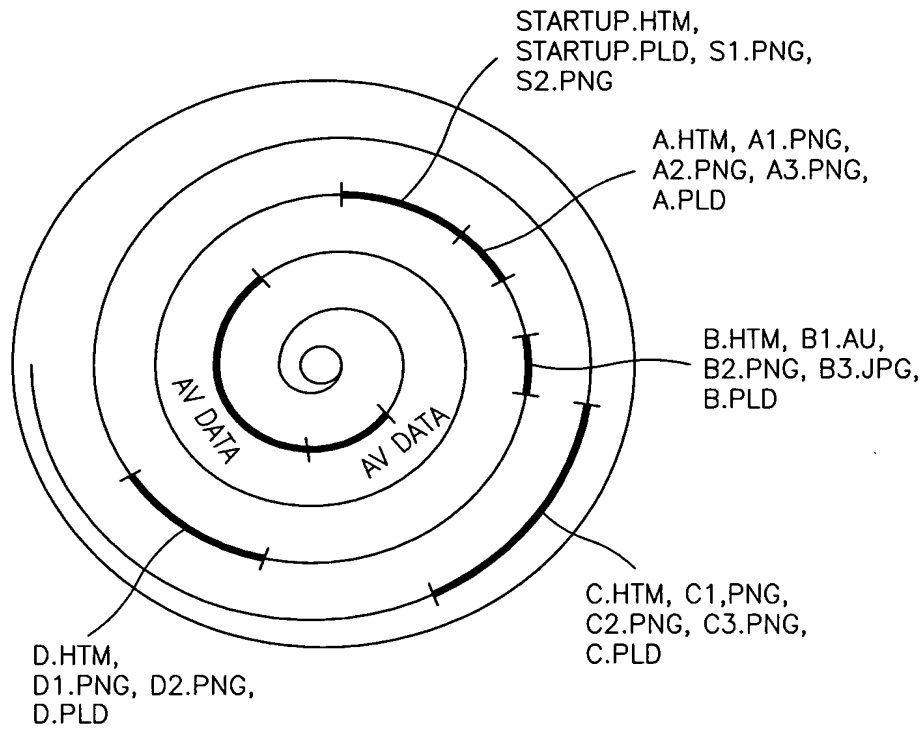 STARTUP.HTM,
STARTUP.PLD, S1.PNG,
S2.PNG
A.HTM, A1.PNG,
A2.PNG, A3.PNG,
A.PLD
B.HTM, B1.AU,
B2.PNG, B3.JPG,
B.PLD
AV DATA
AV DATA
C.HTM, C1,PNG,
C2.PNG, C3.PNG,
C.PLD
D.HTM,
D1.PNG, D2.PNG,
D.PLD